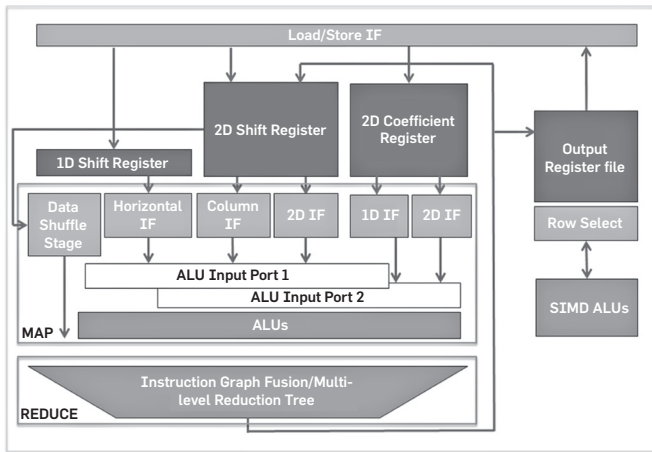 Load/Store IF
2D Shift Register
2D Coefficient
Register
Output
Register file
1D Shift Register
Data
Shuffle
Stage
Horizontal
IF
Column
IF
2D IF
1D IF
2D IF
Row Select
ALU Input Port 1
ALU Input Port 2
SIMD ALUs
ALUs
MAP
Instruction Graph Fusion/Multi-
level Reduction Tree
REDUCE